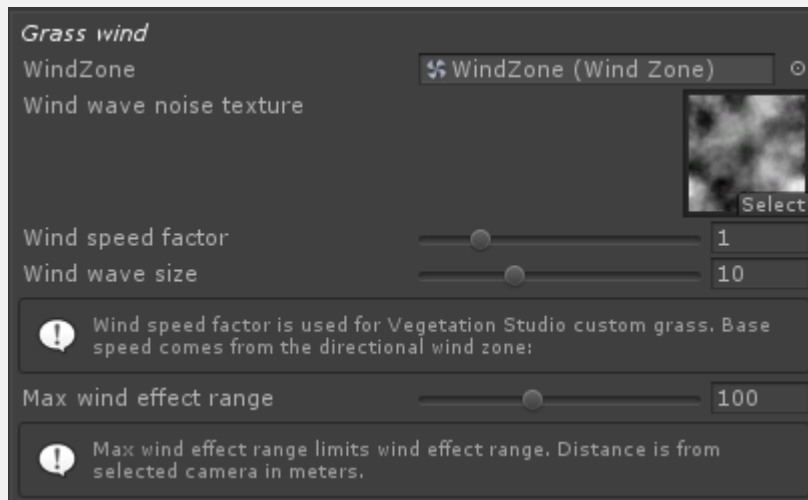 Grass wind
WindZone WindZone (Wind Zone)
Wind wave noise texture
Select
Wind speed factor 1
Wind wave size 10
Wind speed factor is used for Vegetation Studio custom grass. Base
speed comes from the directional wind zone:
Max wind effect range 100
Max wind effect range limits wind effect range. Distance is from
selected camera in meters.